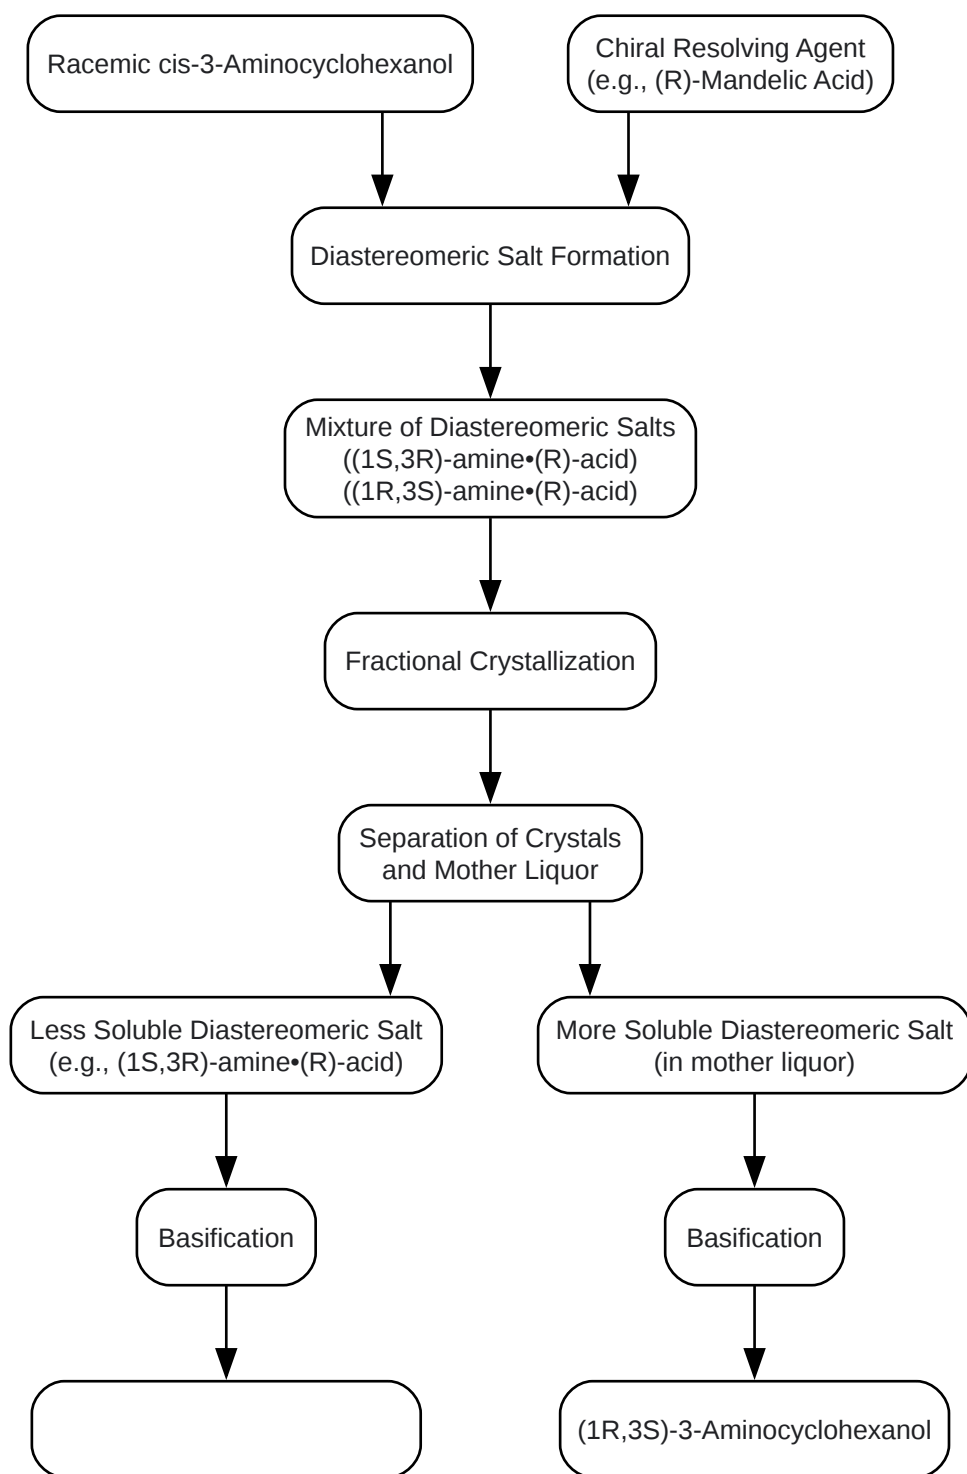 Racemic cis-3-Aminocyclohexanol
Chiral Resolving Agent
(e.g., (R)-Mandelic Acid)
Diastereomeric Salt Formation
Mixture of Diastereomeric Salts
((1S,3R)-amine•(R)-acid)
((1R,3S)-amine•(R)-acid)
Fractional Crystallization
Separation of Crystals
and Mother Liquor
Less Soluble Diastereomeric Salt
(e.g., (1S,3R)-amine•(R)-acid)
More Soluble Diastereomeric Salt
(in mother liquor)
Basification
Basification
(1R,3S)-3-Aminocyclohexanol